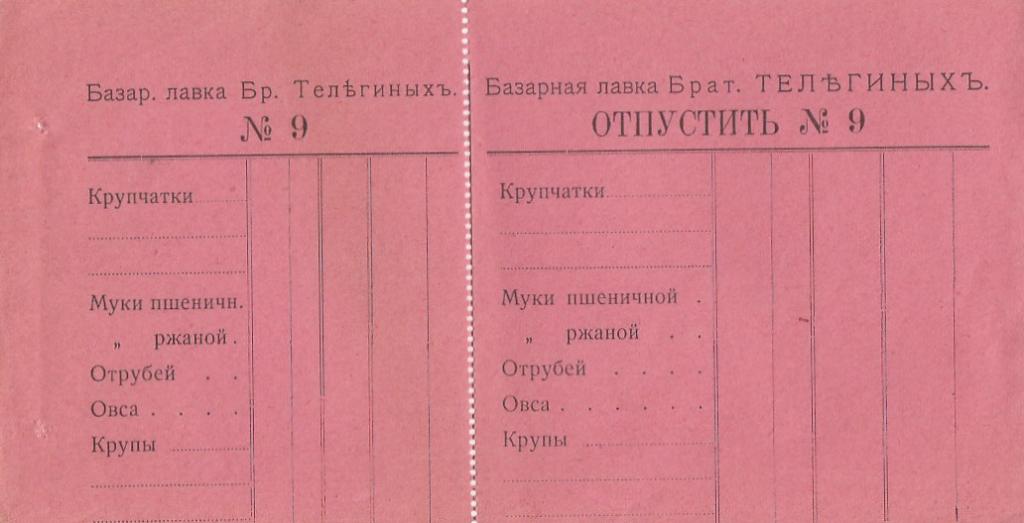 Базар. лавка Бр. Телѣгиныхъ.
№ 9
Крупчатки
Муки пшеничн.
„ ржаной .
Отрубей . .
Овса . . . .
Крупы
Базарная лавка Брат. ТЕЛѢГИНЫХЪ.
ОТПУСТИТЬ № 9
Крупчатки
Муки пшеничной .
„ ржаной . .
Отрубей . . . .
Овса . . . . . .
Крупы